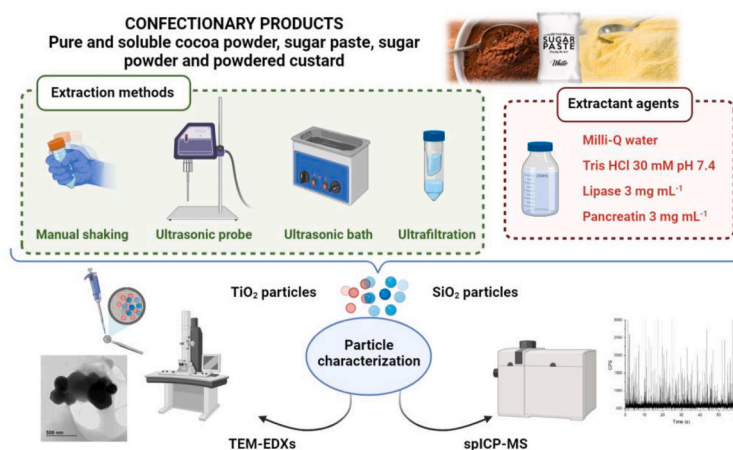 CONFECTIONARY PRODUCTS
Pure and soluble cocoa powder, sugar paste, sugar
powder and powdered custard
SUGAR
PASTE
White
Extraction methods
Manual shaking
Ultrasonic probe
Ultrasonic bath
Ultrafiltration
Extractant agents
Milli-Q water
Tris HCl 30 mM pH 7.4
Lipase 3 mg mL⁻¹
Pancreatin 3 mg mL⁻¹
TiO₂ particles
SiO₂ particles
Particle
characterization
500 nm
TEM-EDXs
spICP-MS
CPS
Time (s)